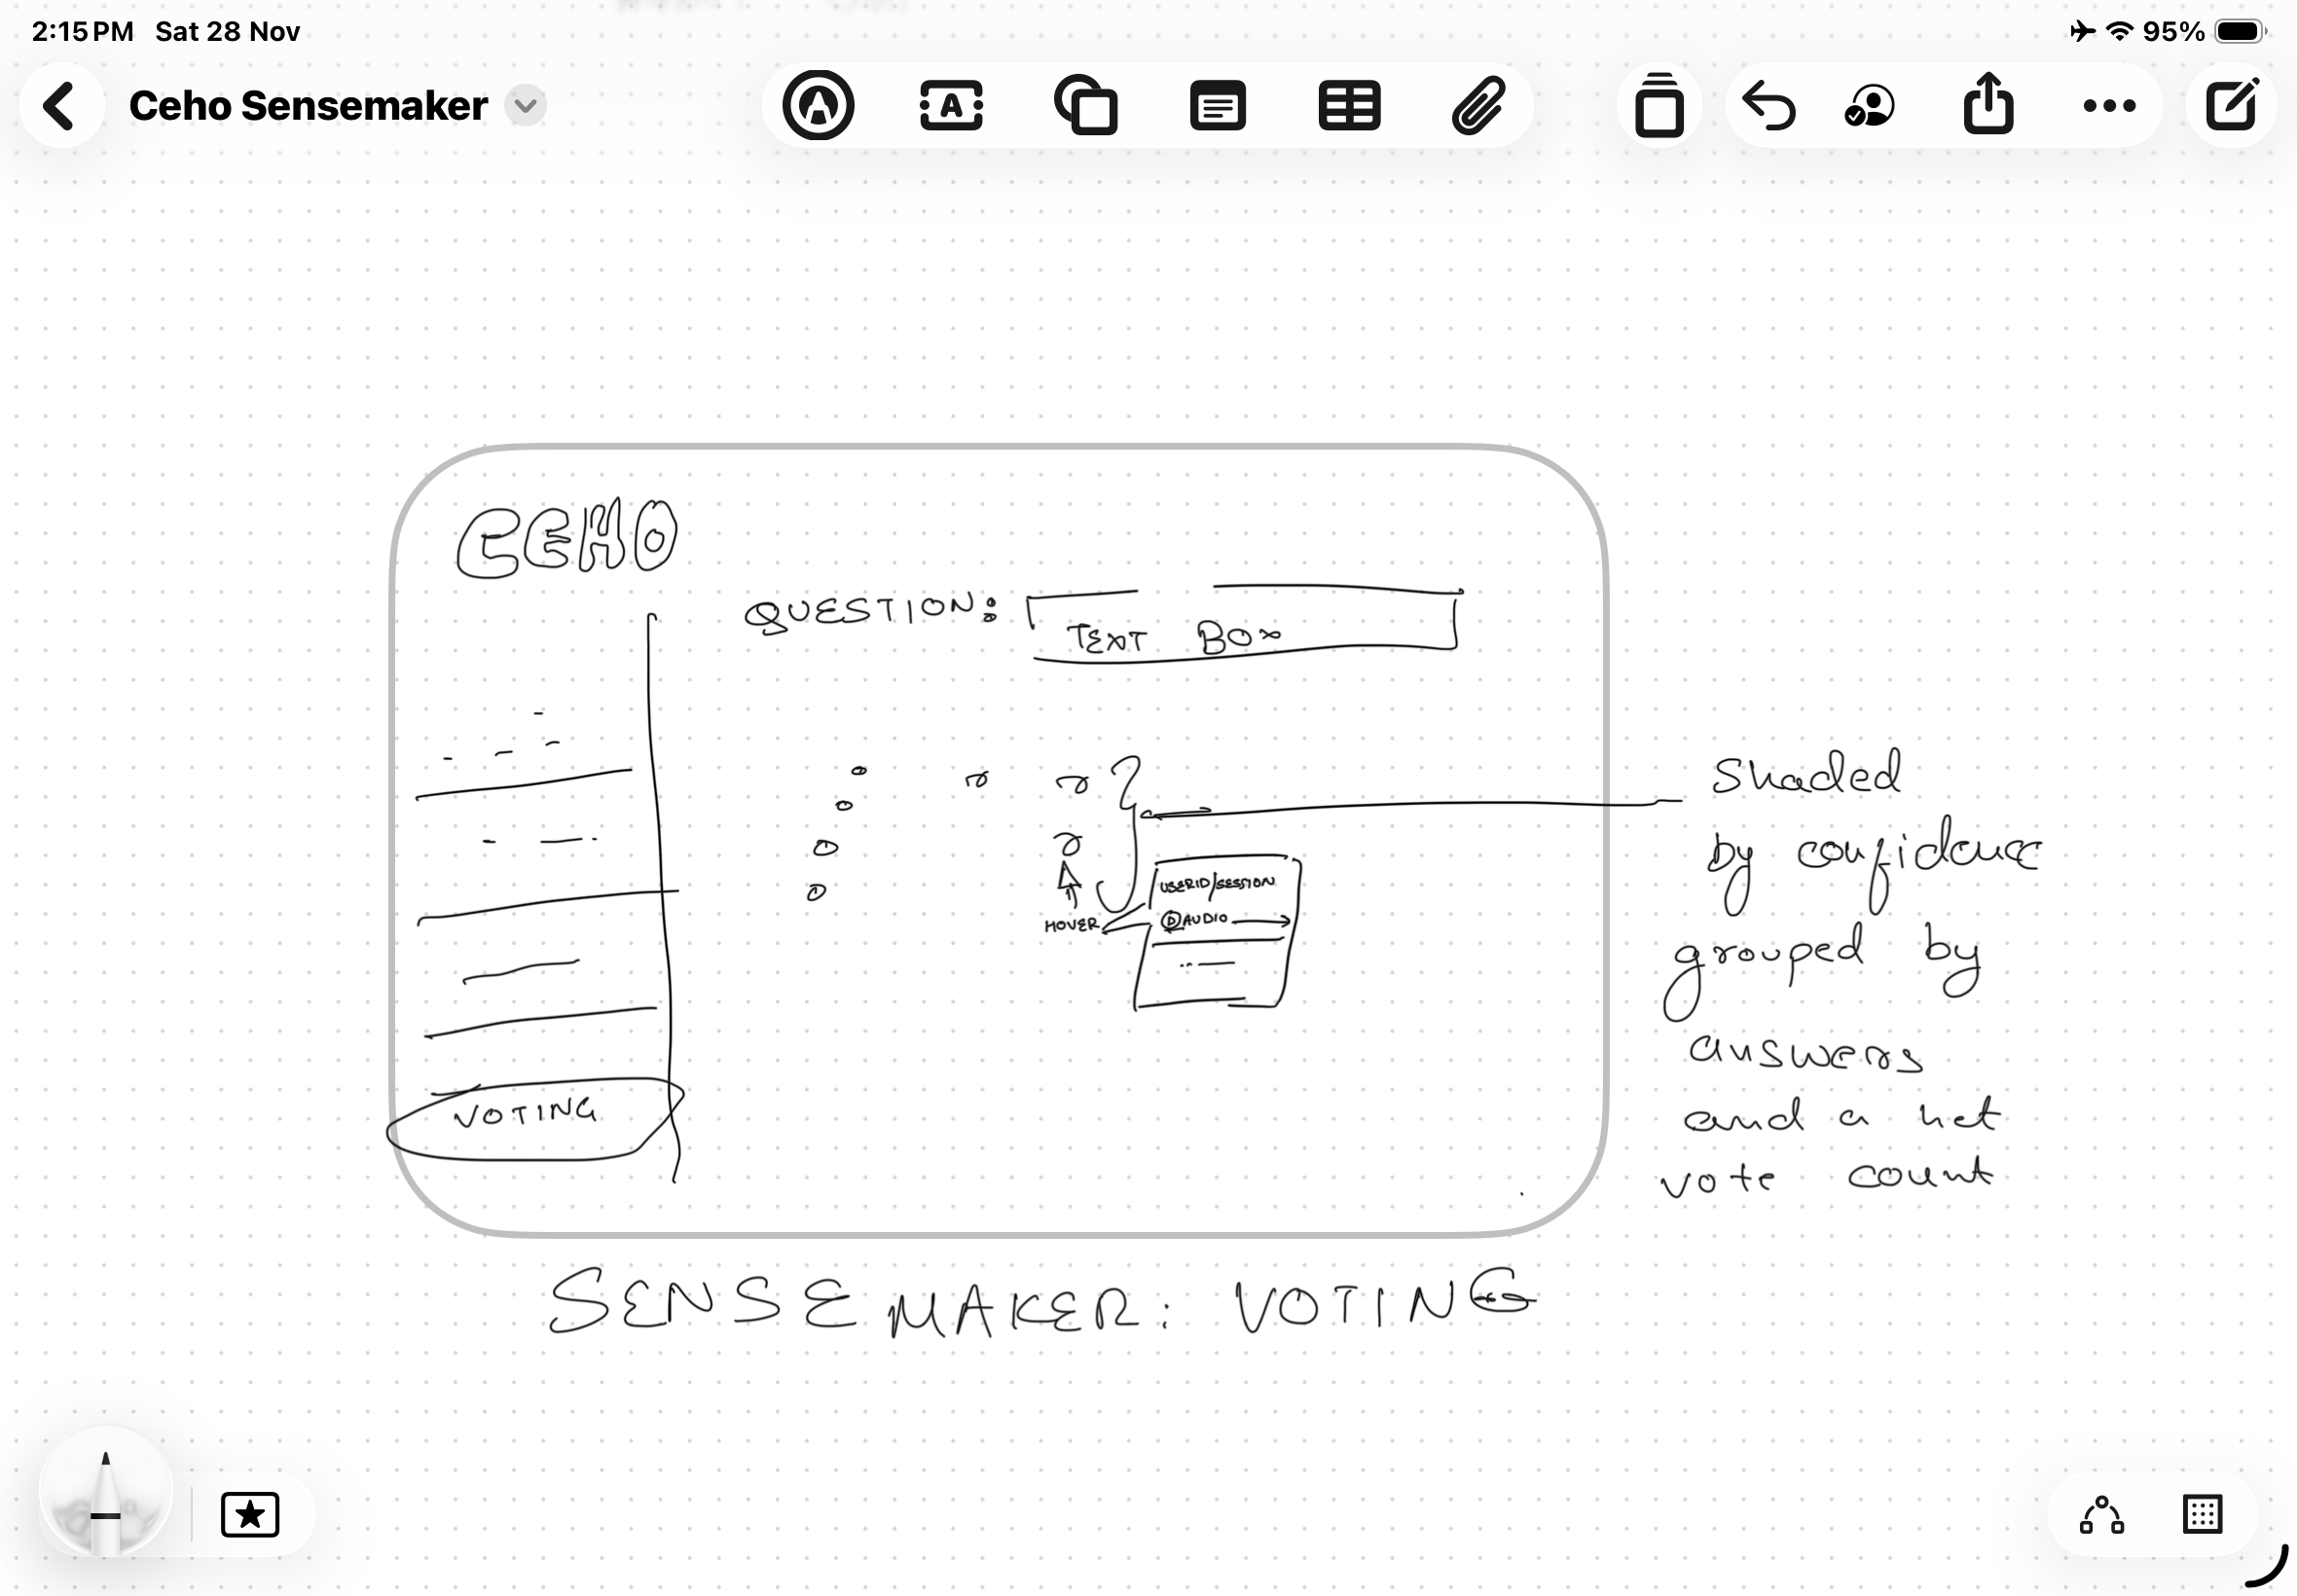 2:15 PM Sat 28 Nov
95%
Ceho Sensemaker
A
CEHO
QUESTION:
TEXT BOX
USERID/SESSION
AUDIO
HOVER
VOTING
Shaded
by confidence
grouped by
answers
and a net
vote count
SENSEMAKER: VOTING